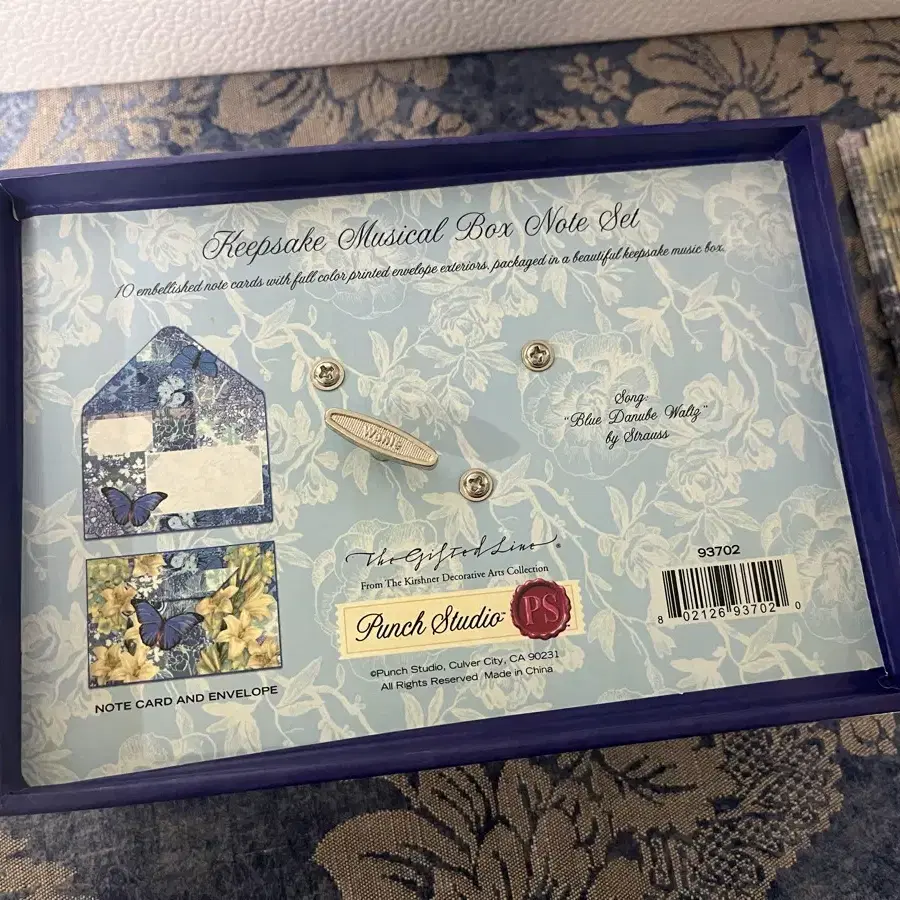 Keepsake Musical Box Note Set
10 embellished note cards with full color printed envelope exteriors, packaged in a beautiful keepsake music box.
Song:
"Blue Danube Waltz"
by Strauss
The Gifted Line®
From The Kirshner Decorative Arts Collection
Punch Studio™ PS
©Punch Studio, Culver City, CA 90231
All Rights Reserved Made in China
93702
8 02126 93702 0
NOTE CARD AND ENVELOPE